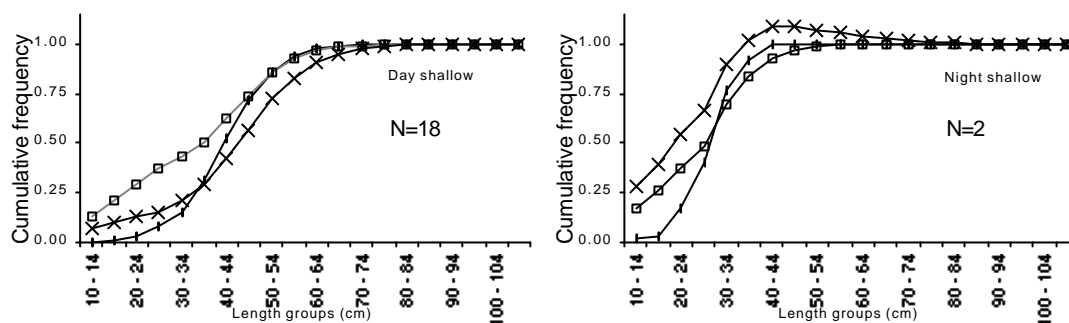 Cumulative frequency
1.00
0.75
0.50
0.25
0.00
Day shallow
N=18
10 - 14
20 - 24
30 - 34
40 - 44
50 - 54
60 - 64
70 - 74
80 - 84
90 - 94
100 - 104
Length groups (cm)
Cumulative frequency
1.00
0.75
0.50
0.25
0.00
Night shallow
N=2
10 - 14
20 - 24
30 - 34
40 - 44
50 - 54
60 - 64
70 - 74
80 - 84
90 - 94
100 - 104
Length groups (cm)